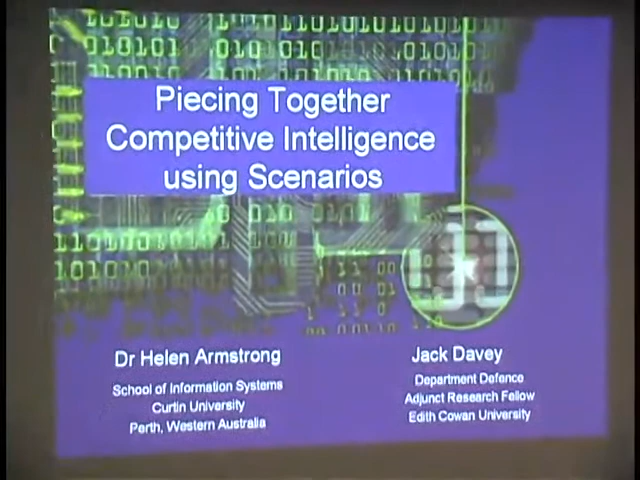 Piecing Together
Competitive Intelligence
using Scenarios
Dr Helen Armstrong
School of Information Systems
Curtin University
Perth, Western Australia
Jack Davey
Department Defence
Adjunct Research Fellow
Edith Cowan University